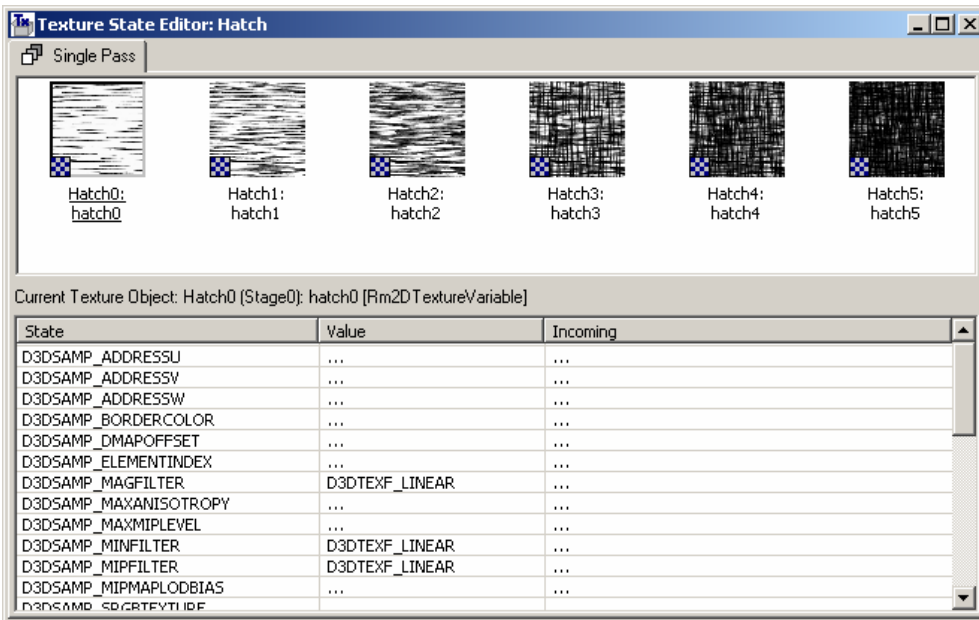 Tx Texture State Editor: Hatch
Single Pass
Hatch0: Hatch1: Hatch2: Hatch3: Hatch4: Hatch5:
hatch0 hatch1 hatch2 hatch3 hatch4 hatch5
Current Texture Object: Hatch0 (Stage0): hatch0 [Rm2DTextureVariable]
State Value Incoming
D3DSAMP_ADDRESSU ... ...
D3DSAMP_ADDRESSV ... ...
D3DSAMP_ADDRESSW ... ...
D3DSAMP_BORDERCOLOR ... ...
D3DSAMP_DMAPOFFSET ... ...
D3DSAMP_ELEMENTINDEX ... ...
D3DSAMP_MAGFILTER D3DTEXF_LINEAR ...
D3DSAMP_MAXANISOTROPY ... ...
D3DSAMP_MAXMIPLEVEL ... ...
D3DSAMP_MINFILTER D3DTEXF_LINEAR ...
D3DSAMP_MIPFILTER D3DTEXF_LINEAR ...
D3DSAMP_MIPMAPLODBIAS ... ...
D3DSAMP_SRGBTEXTURE